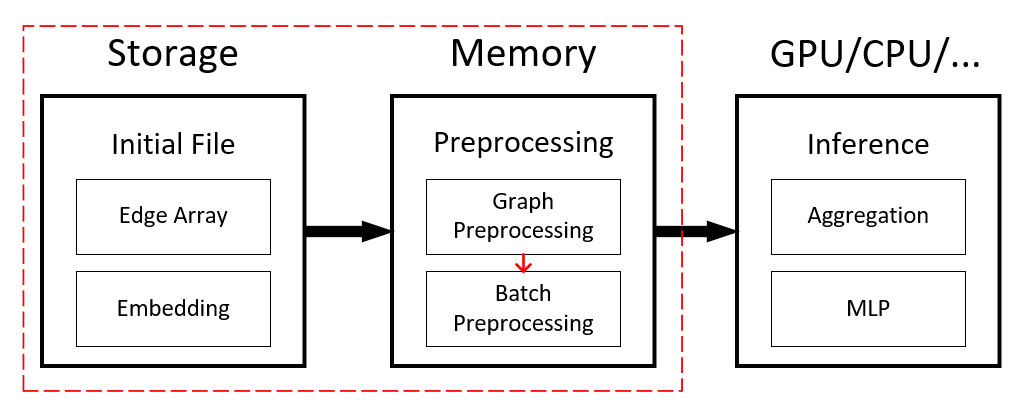 Storage
Memory
GPU/CPU/...
Initial File
Edge Array
Embedding
Preprocessing
Graph
Preprocessing
Batch
Preprocessing
Inference
Aggregation
MLP